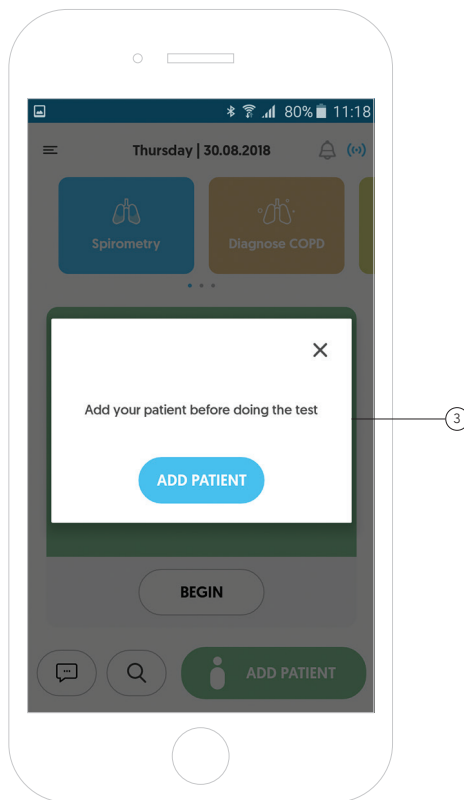 80% 11:18
Thursday | 30.08.2018
Spirometry
Diagnose COPD
Add your patient before doing the test
3
ADD PATIENT
BEGIN
ADD PATIENT